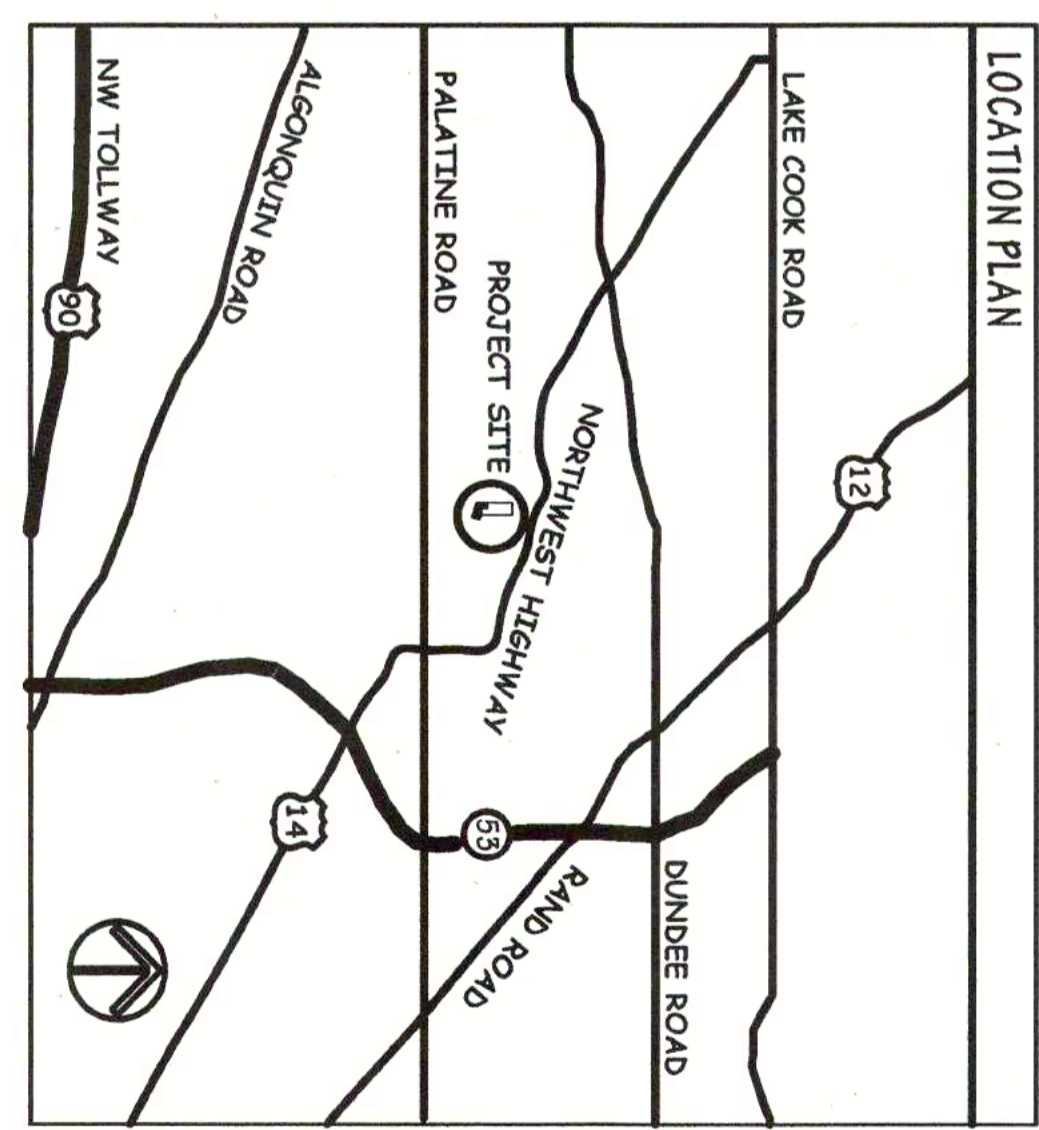 LOCATION PLAN
12
LAKE COOK ROAD
DUNDEE ROAD
NORTHWEST HIGHWAY
RAND ROAD
PROJECT SITE
53
PALATINE ROAD
14
ALGONQUIN ROAD
NW TOLLWAY
90